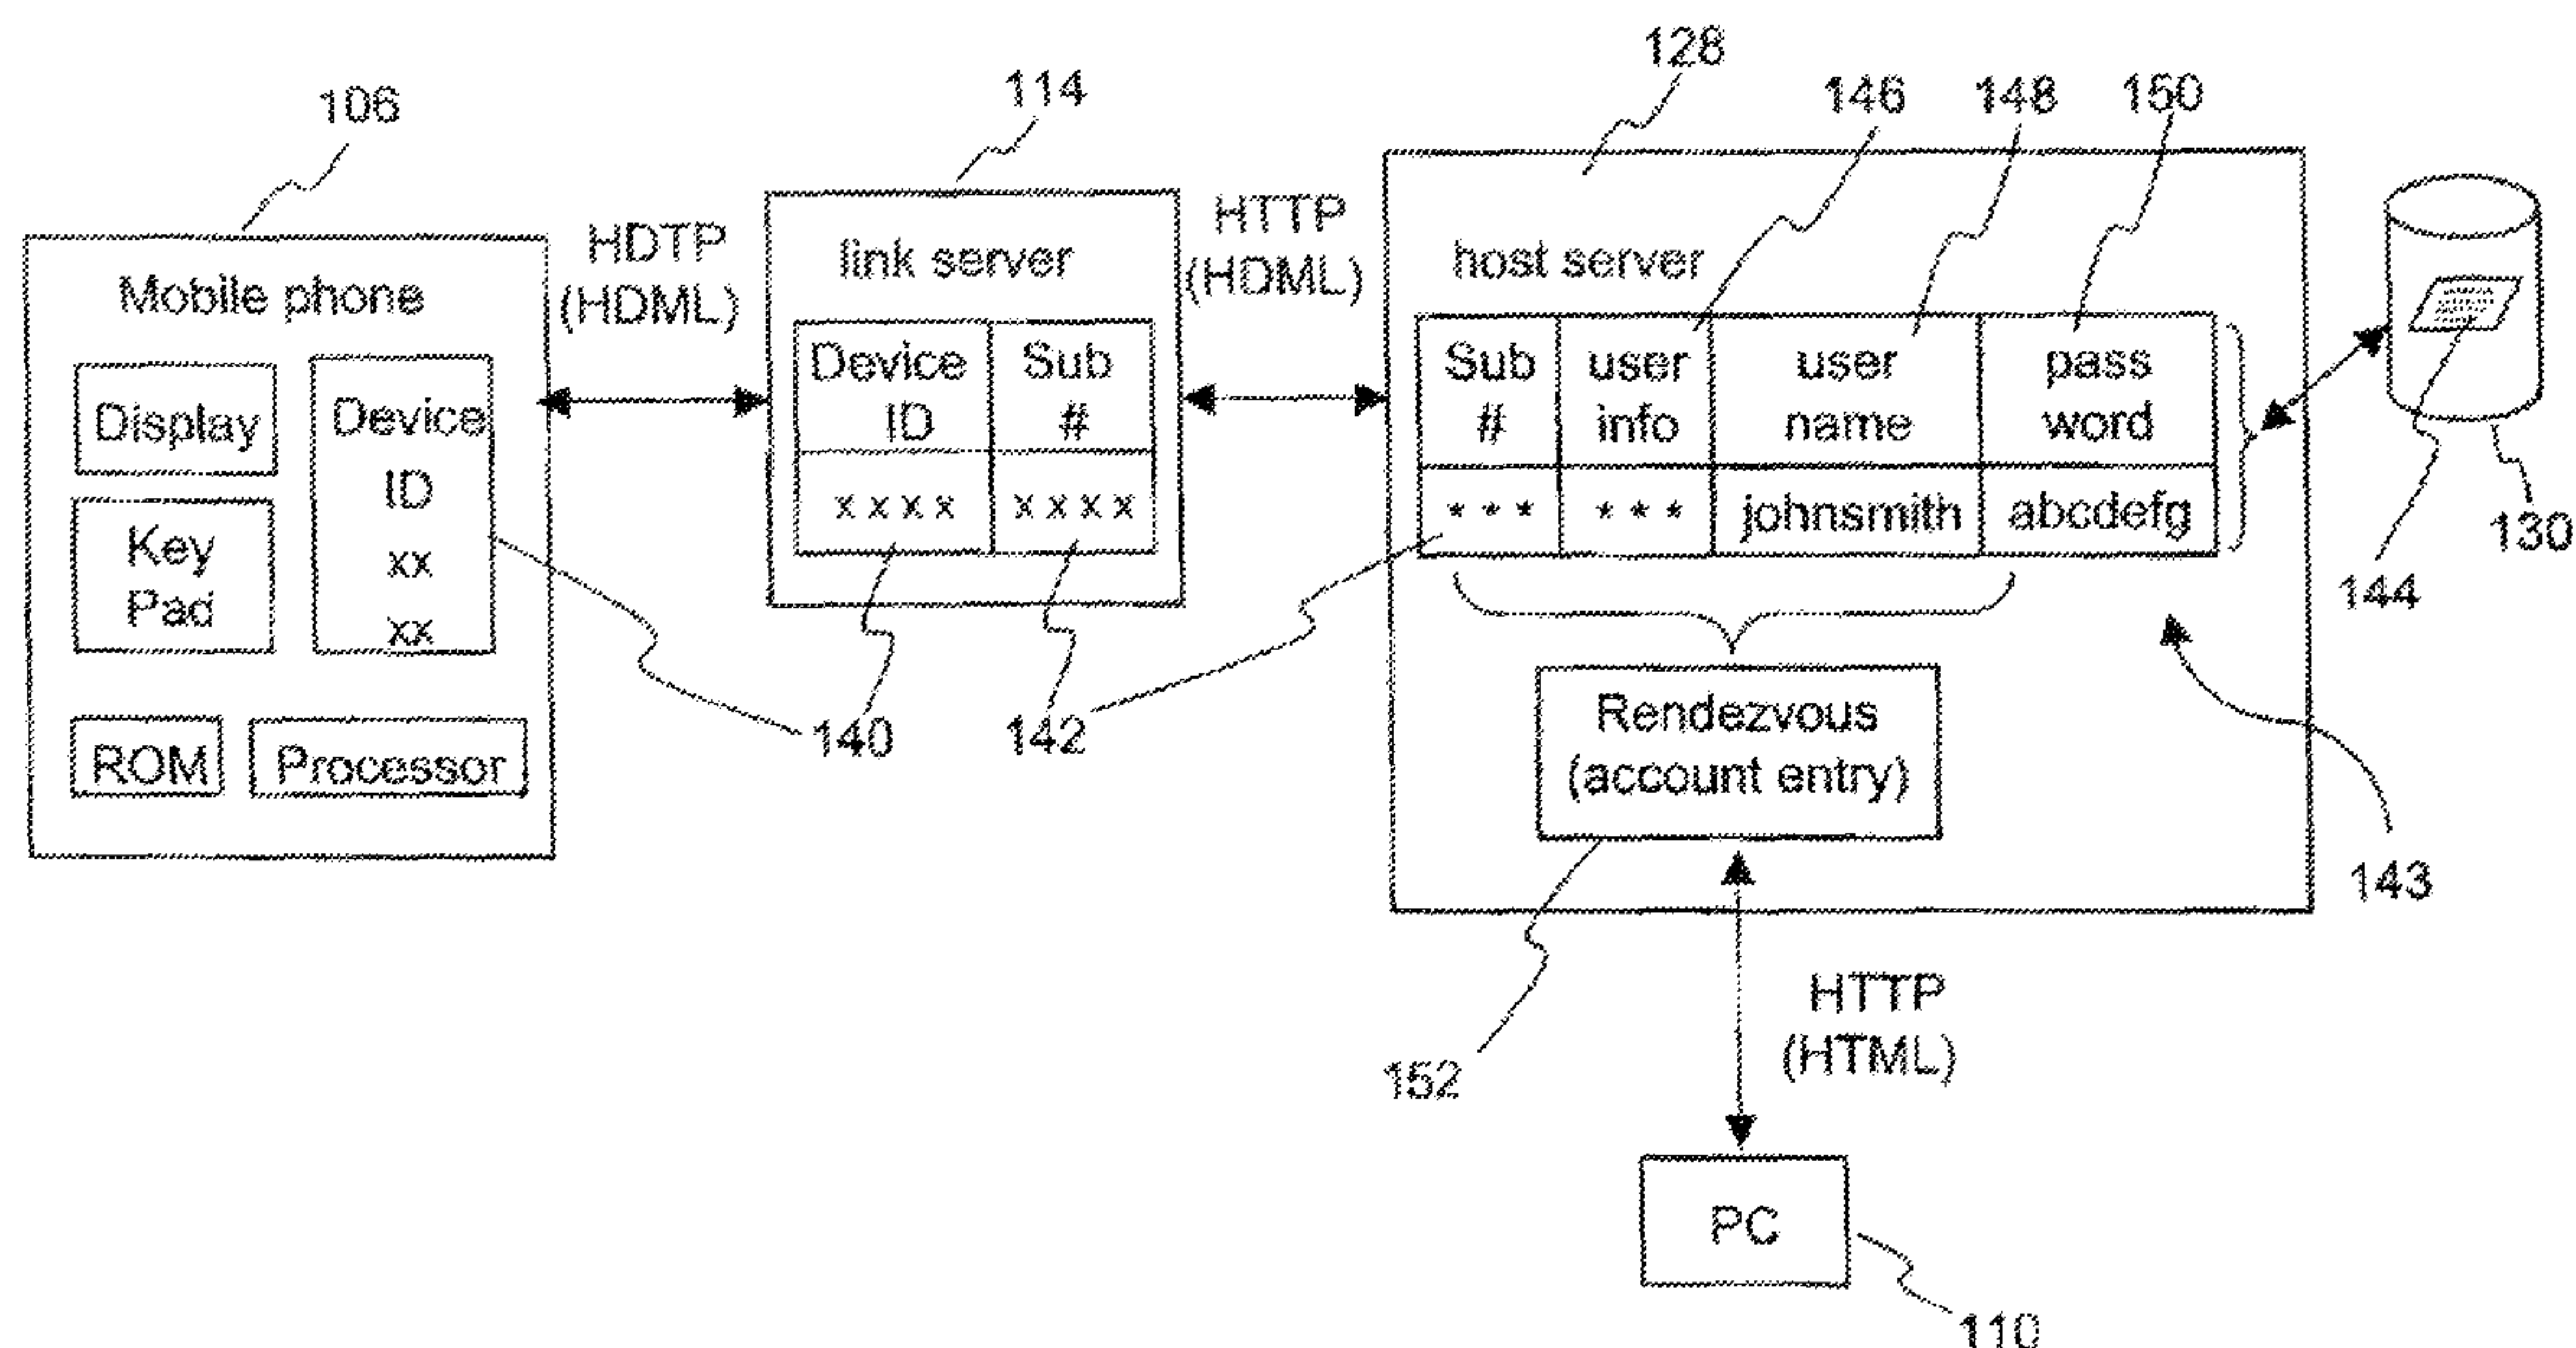 128
146
148
150
114
106
Mobile phone
Display
Device
ID
xx
xx
Key
Pad
ROM
Processor
HDTP
(HDML)
link server
Device
ID
Sub
#
x x x x
x x x x
HTTP
(HDML)
host server
Sub
#
user
info
user
name
pass
word
* * *
* * *
johnsmith
abcdefg
130
144
140
142
Rendezvous
(account entry)
143
152
HTTP
(HTML)
PC
110